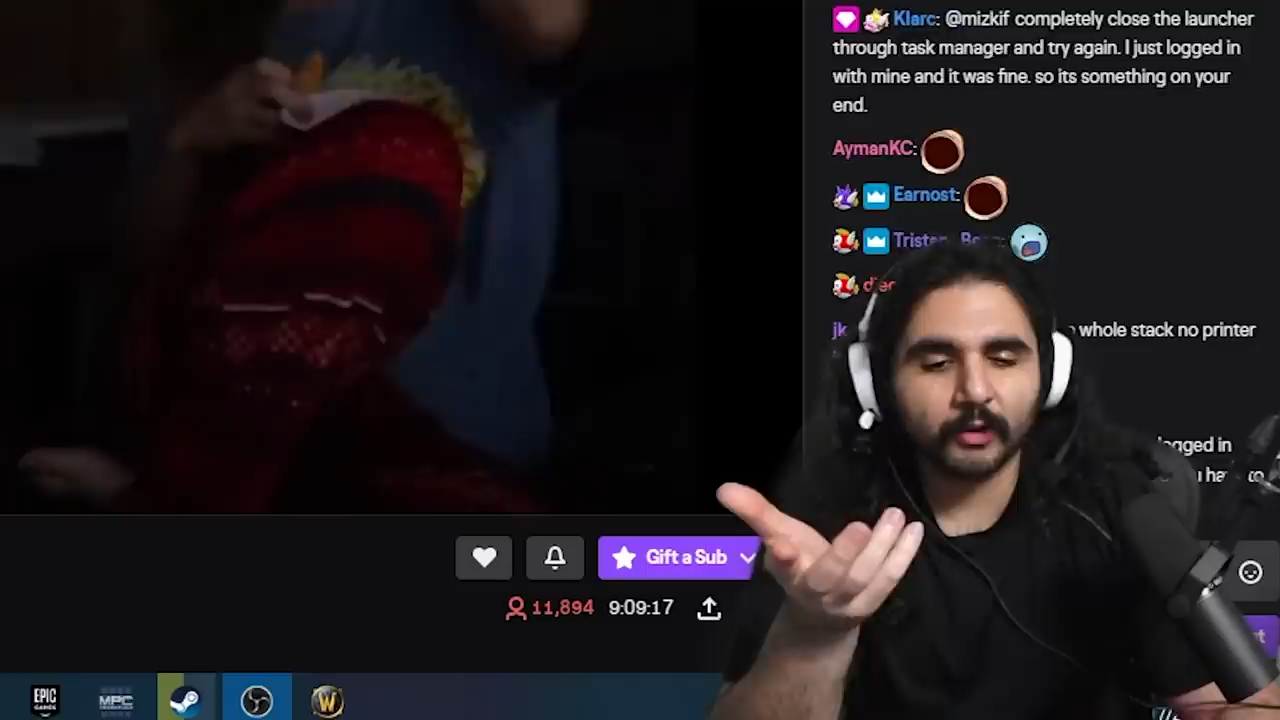 Klarc: @mizkif completely close the launcher
through task manager and try again. I just logged in
with mine and it was fine. so its something on your
end.
AymanKC:
Earnost:
Tristan_
jk
whole stack no printer
logged in
Gift a Sub
11,894 9:09:17
EPIC
GAMES
MPC
W